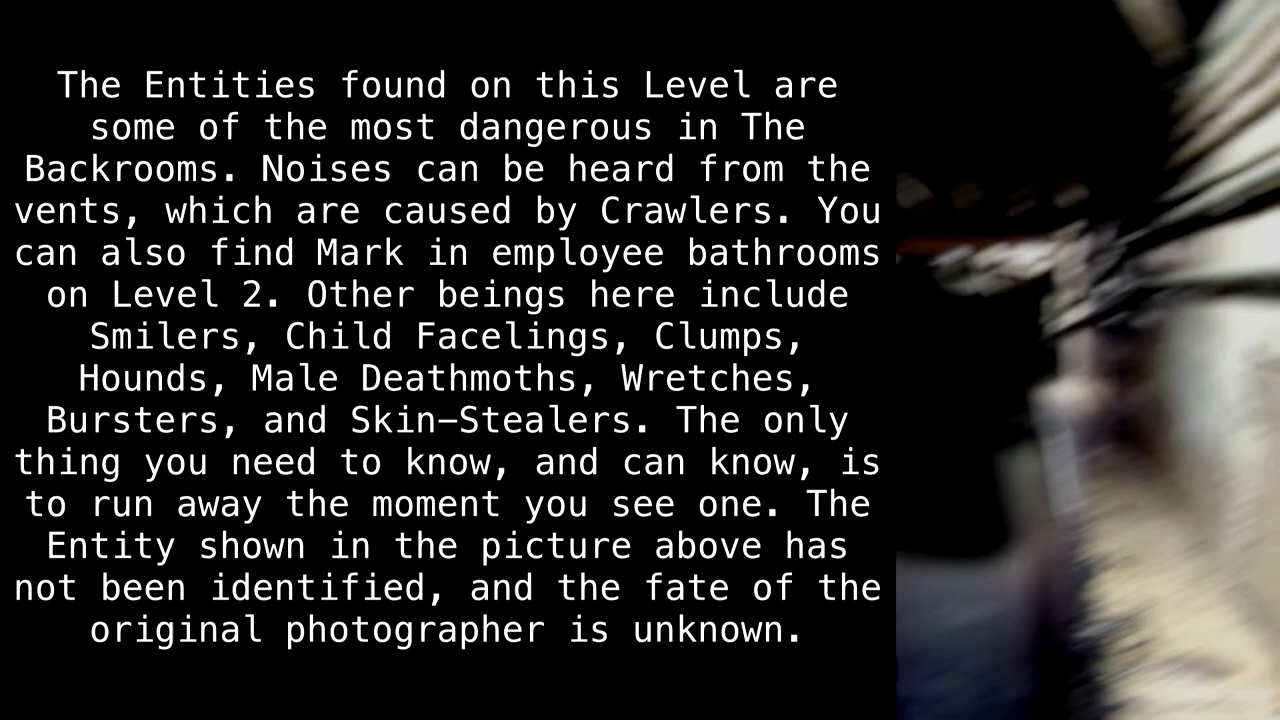 The Entities found on this Level are
some of the most dangerous in The
Backrooms. Noises can be heard from the
vents, which are caused by Crawlers. You
can also find Mark in employee bathrooms
on Level 2. Other beings here include
Smilers, Child Facelings, Clumps,
Hounds, Male Deathmoths, Wretches,
Bursters, and Skin–Stealers. The only
thing you need to know, and can know, is
to run away the moment you see one. The
Entity shown in the picture above has
not been identified, and the fate of the
original photographer is unknown.